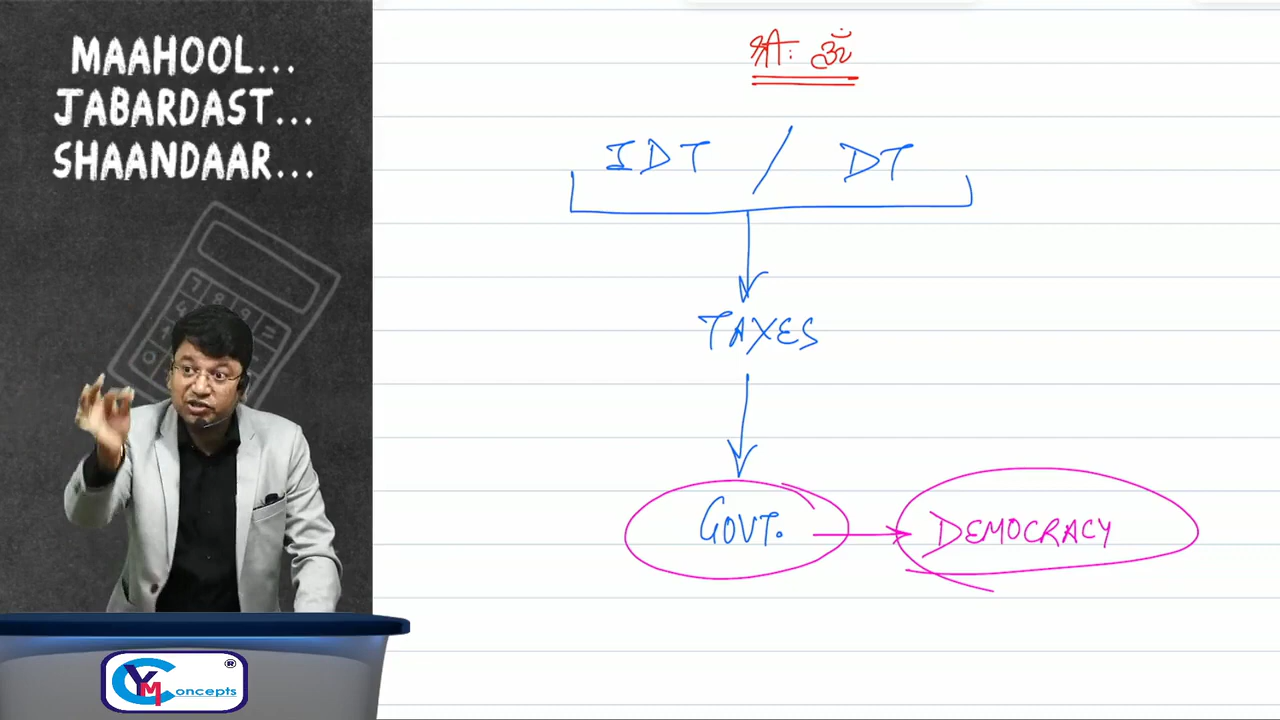 MAAHOOL...
JABARDAST...
SHAANDAAR...
IDT / DT
TAXES
GOVT. → DEMOCRACY
YM Concepts ®